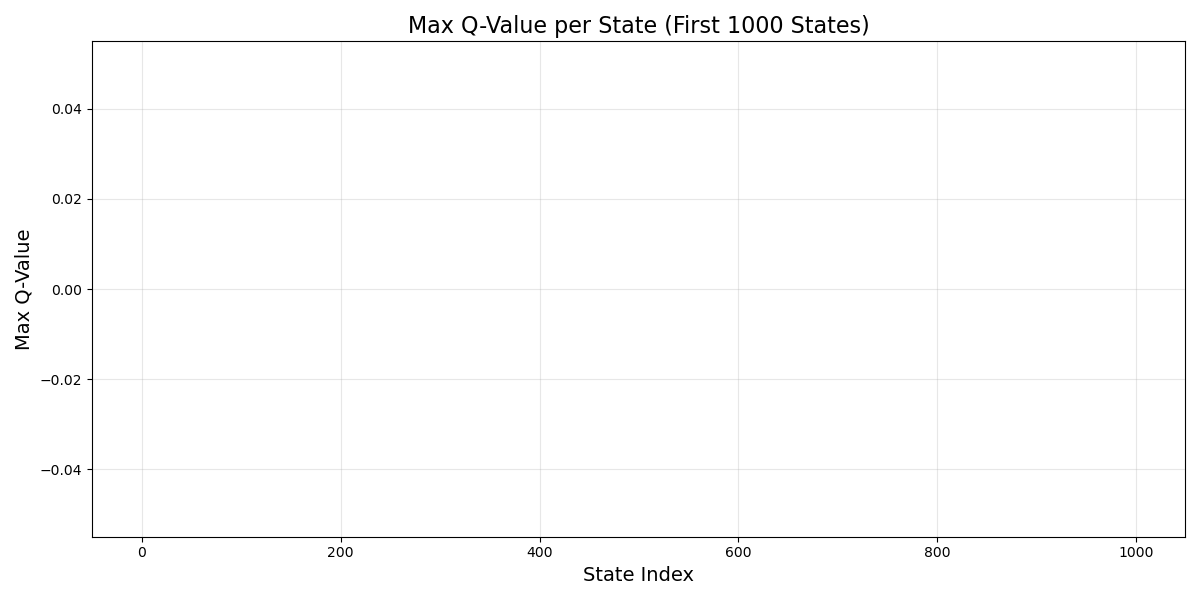 Max Q-Value per State (First 1000 States)
Max Q-Value
0.04
0.02
0.00
−0.02
−0.04
0 200 400 600 800 1000
State Index